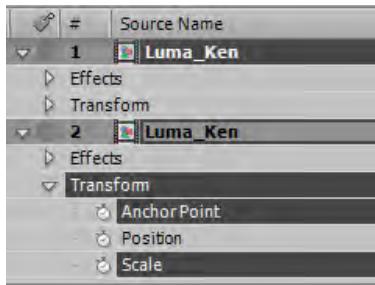 # Source Name
1 Luma_Ken
Effects
Transform
2 Luma_Ken
Effects
Transform
Anchor Point
Position
Scale